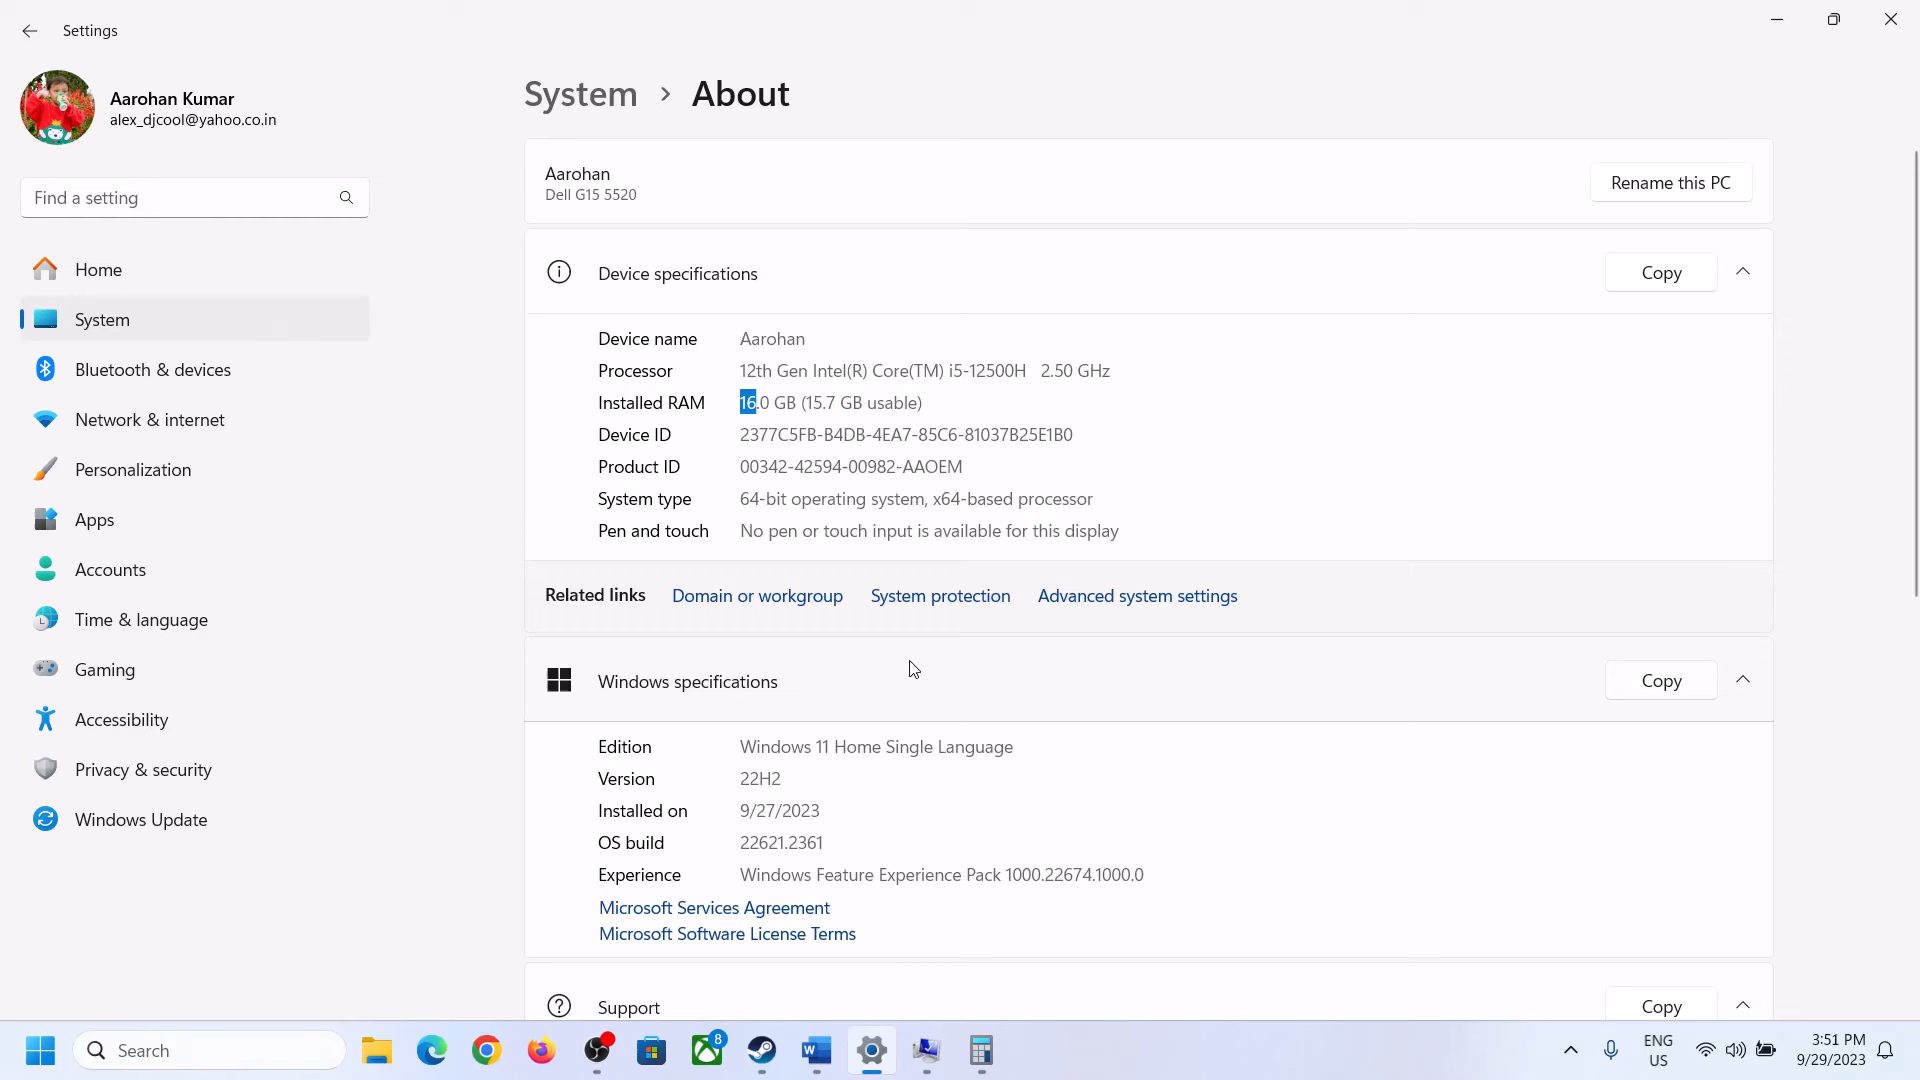 Settings
Aarohan Kumar
alex_djcool@yahoo.co.in
Find a setting
Home
System
Bluetooth & devices
Network & internet
Personalization
Apps
Accounts
Time & language
Gaming
Accessibility
Privacy & security
Windows Update
System > About
Aarohan
Dell G15 5520
Rename this PC
Device specifications
Copy
Device name Aarohan
Processor 12th Gen Intel(R) Core(TM) i5-12500H 2.50 GHz
Installed RAM 16.0 GB (15.7 GB usable)
Device ID 2377C5FB-B4DB-4EA7-85C6-81037B25E1B0
Product ID 00342-42594-00982-AAOEM
System type 64-bit operating system, x64-based processor
Pen and touch No pen or touch input is available for this display
Related links Domain or workgroup System protection Advanced system settings
Windows specifications
Copy
Edition Windows 11 Home Single Language
Version 22H2
Installed on 9/27/2023
OS build 22621.2361
Experience Windows Feature Experience Pack 1000.22674.1000.0
Microsoft Services Agreement
Microsoft Software License Terms
Support
Copy
Search
8
W
ENG
US
3:51 PM
9/29/2023